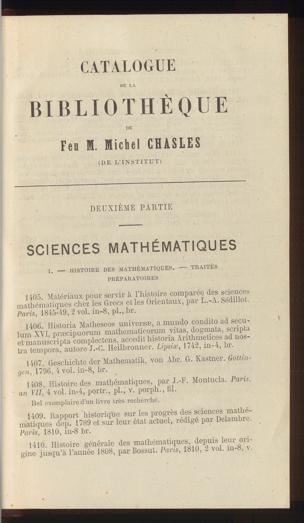 CATALOGUE
DE LA
BIBLIOTHÈQUE
DE
Feu M. Michel CHASLES
(DE L'INSTITUT)
DEUXIÈME PARTIE
SCIENCES MATHÉMATIQUES
1. — HISTOIRE DES MATHÉMATIQUES. — TRAITÉS
PRÉPARATOIRES
1405. Matériaux pour servir à l'histoire comparée des sciences
mathématiques chez les Grecs et les Orientaux, par L.-A. Sédillot.
Paris, 1845-49, 2 vol. in-8, pl., br.
1406. Historia Matheseos universæ, a mundo condito ad secu-
lum XVI, præcipuorum mathematicorum vitas, dogmata, scripta
et manuscripta complectens, accedit historia Arithmetices ad nos-
tra tempora, autore J.-C. Heilbronner. Lipsiæ, 1742, in-4, br.
1407. Geschichte der Mathematik, von Abr. G. Kastner. Gottin-
gen, 1796, 4 vol. in-8, br.
1408. Histoire des mathématiques, par J.-F. Montucla. Paris,
an VII, 4 vol. in-4, portr., pl., v. porph., fil.
Bel exemplaire d'un livre très recherché.
1409. Rapport historique sur les progrès des sciences mathé-
matiques dep. 1789 et sur leur état actuel, rédigé par Delambre.
Paris, 1810, in-8 br.
1410. Histoire générale des mathématiques, depuis leur ori-
gine jusqu'à l'année 1808, par Bossut. Paris, 1810, 2 vol. in-8, v.